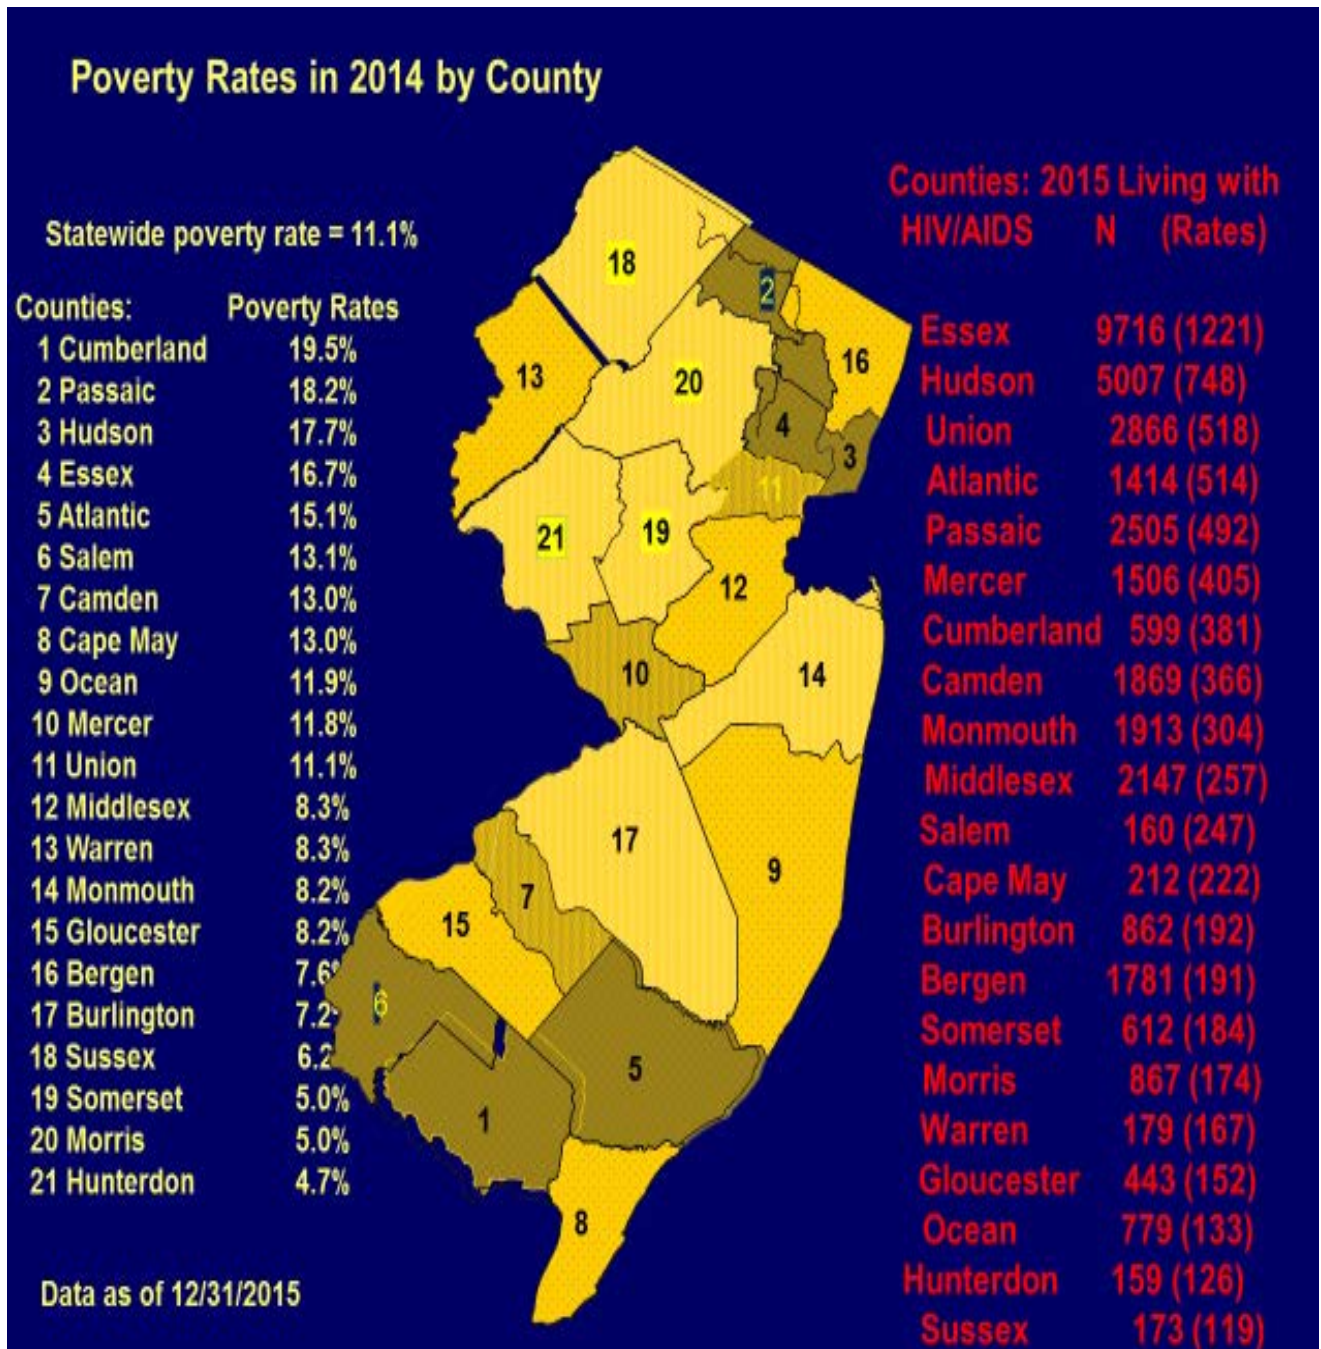 Poverty Rates in 2014 by County
Statewide poverty rate = 11.1%
Counties: Poverty Rates
1 Cumberland 19.5%
2 Passaic 18.2%
3 Hudson 17.7%
4 Essex 16.7%
5 Atlantic 15.1%
6 Salem 13.1%
7 Camden 13.0%
8 Cape May 13.0%
9 Ocean 11.9%
10 Mercer 11.8%
11 Union 11.1%
12 Middlesex 8.3%
13 Warren 8.3%
14 Monmouth 8.2%
15 Gloucester 8.2%
16 Bergen 7.6%
17 Burlington 7.2
18 Sussex 6.2
19 Somerset 5.0%
20 Morris 5.0%
21 Hunterdon 4.7%
Data as of 12/31/2015
18
2
13
16
20
4
3
11
21
19
12
10
14
17
9
7
15
6
5
1
8
Counties: 2015 Living with
HIV/AIDS N (Rates)
Essex 9716 (1221)
Hudson 5007 (748)
Union 2866 (518)
Atlantic 1414 (514)
Passaic 2505 (492)
Mercer 1506 (405)
Cumberland 599 (381)
Camden 1869 (366)
Monmouth 1913 (304)
Middlesex 2147 (257)
Salem 160 (247)
Cape May 212 (222)
Burlington 862 (192)
Bergen 1781 (191)
Somerset 612 (184)
Morris 867 (174)
Warren 179 (167)
Gloucester 443 (152)
Ocean 779 (133)
Hunterdon 159 (126)
Sussex 173 (119)